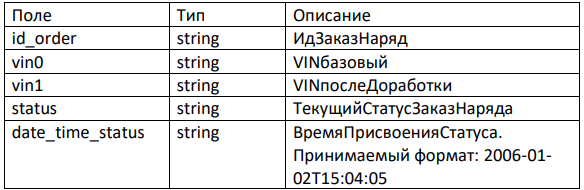 Поле Тип Описание
id_order string ИдЗаказНаряд
vin0 string VINбазовый
vin1 string VINпослеДоработки
status string ТекущийСтатусЗаказНаряда
date_time_status string ВремяПрисвоенияСтатуса.
Принимаемый формат: 2006-01-
02T15:04:05